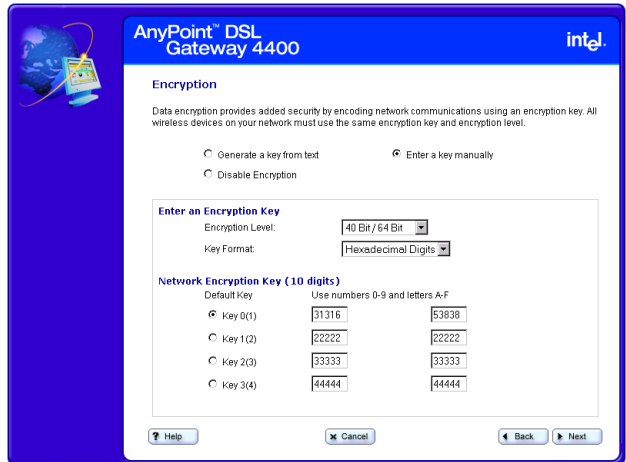 AnyPoint™ DSL
Gateway 4400
intel.
Encryption
Data encryption provides added security by encoding network communications using an encryption key. All
wireless devices on your network must use the same encryption key and encryption level.
Generate a key from text Enter a key manually
Disable Encryption
Enter an Encryption Key
Encryption Level: 40 Bit / 64 Bit
Key Format: Hexadecimal Digits
Network Encryption Key (10 digits)
Default Key Use numbers 0-9 and letters A-F
Key 0(1) 31316 53838
Key 1(2) 22222 22222
Key 2(3) 33333 33333
Key 3(4) 44444 44444
? Help x Cancel Back Next